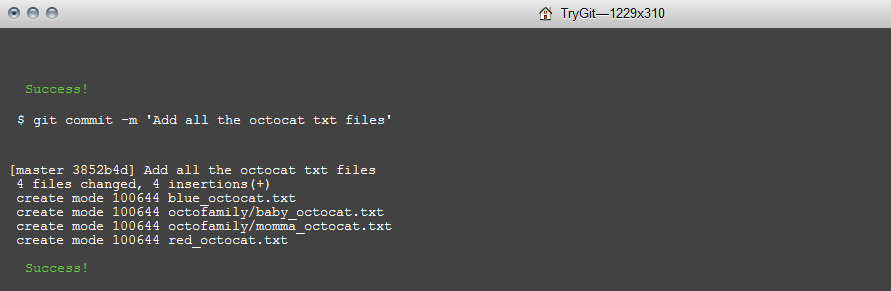 TryGit—1229x310
Success!
$ git commit -m 'Add all the octocat txt files'
[master 3852b4d] Add all the octocat txt files
4 files changed, 4 insertions(+)
create mode 100644 blue_octocat.txt
create mode 100644 octofamily/baby_octocat.txt
create mode 100644 octofamily/momma_octocat.txt
create mode 100644 red_octocat.txt
Success!